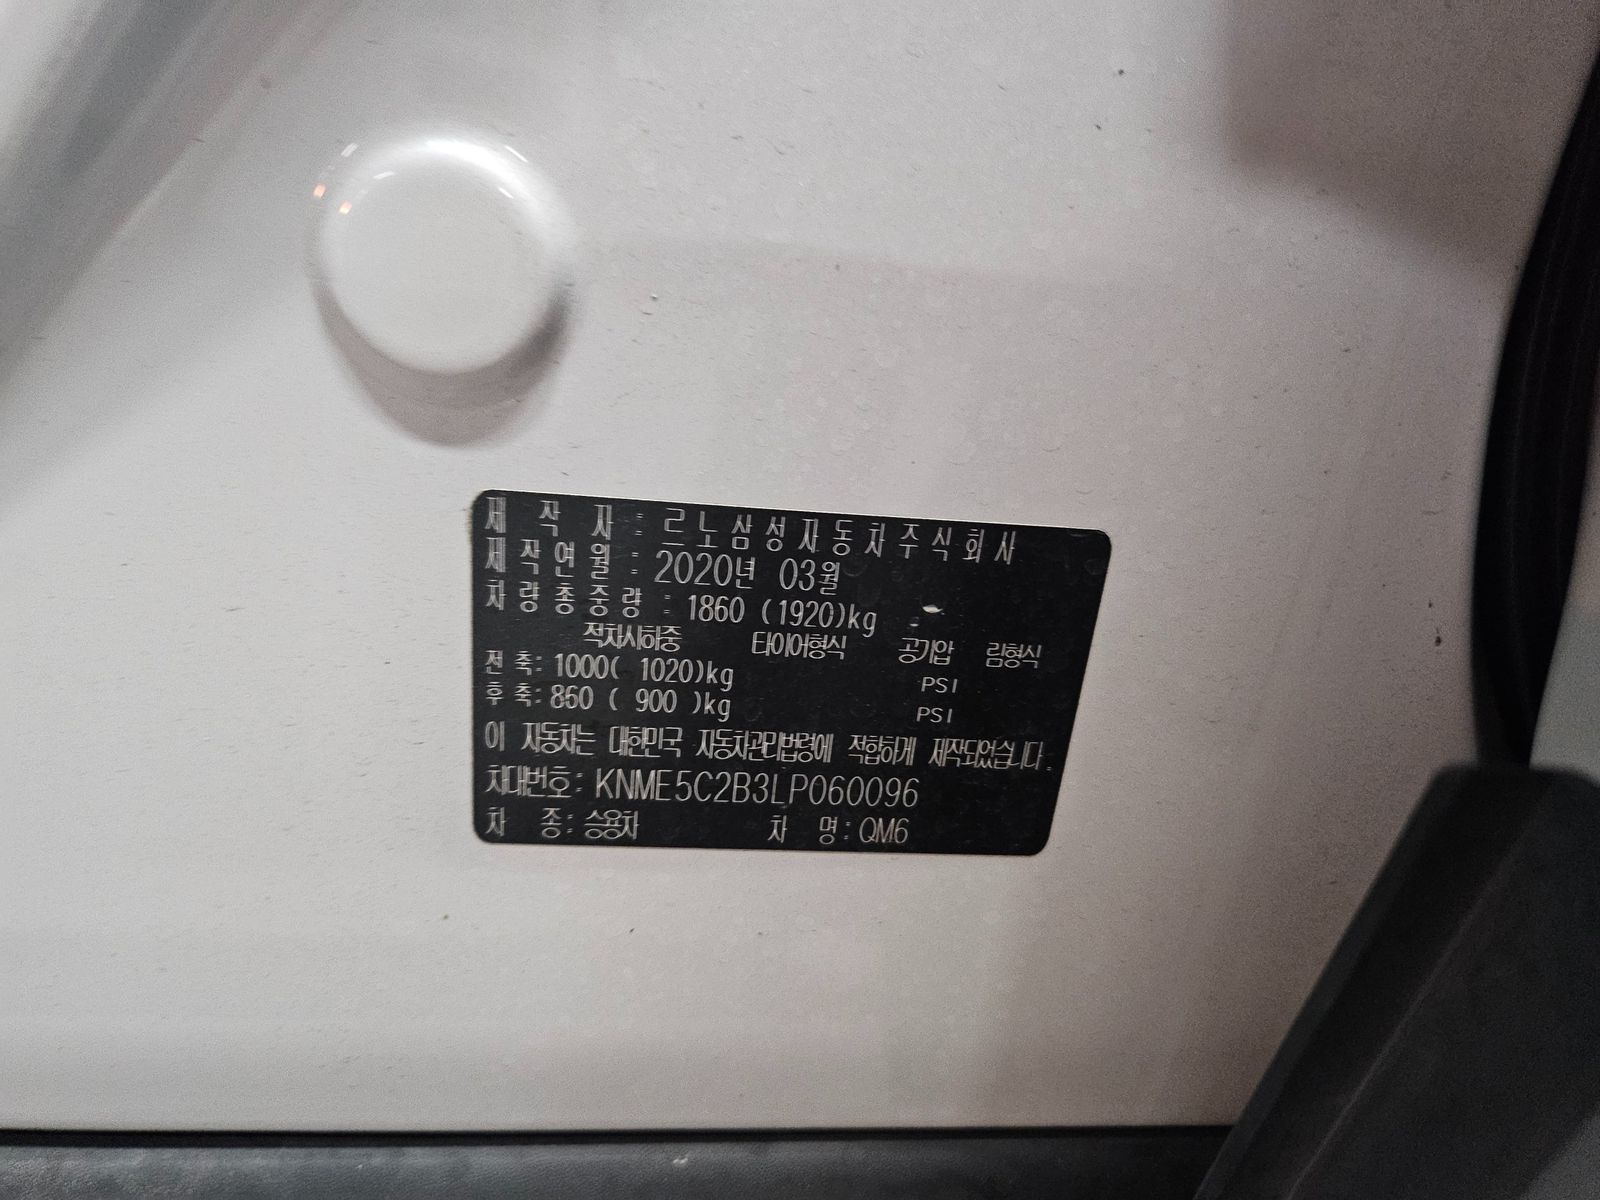 제 작 자 : 르노삼성자동차주식회사
제작연월 : 2020년 03월
차량총중량 : 1860 (1920)kg
적차시하중 타이어형식 공기압 림형식
전 축: 1000( 1020)kg PSI
후 축: 860 ( 900 )kg PSI
이 자동차는 대한민국 자동차관리법령에 적합하게 제작되었습니다.
차대번호: KNME5C2B3LP060096
차 종: 승용차 차 명: QM6